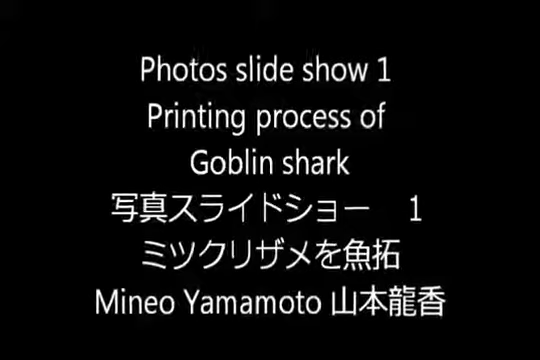 Photos slide show 1
Printing process of
Goblin shark
写真スライドショー　1
ミツクリザメを魚拓
Mineo Yamamoto 山本龍香